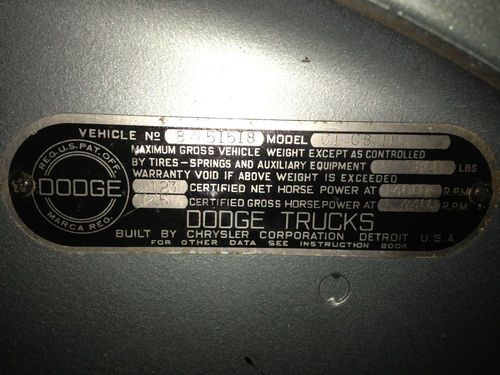 VEHICLE Nº MODEL
MAXIMUM GROSS VEHICLE WEIGHT EXCEPT AS CONTROLLED
BY TIRES - SPRINGS AND AUXILIARY EQUIPMENT LBS
WARRANTY VOID IF ABOVE WEIGHT IS EXCEEDED
CERTIFIED NET HORSE POWER AT R.P.M.
CERTIFIED GROSS HORSEPOWER AT R.P.M.
DODGE TRUCKS
BUILT BY CHRYSLER CORPORATION DETROIT U.S.A
FOR OTHER DATA SEE INSTRUCTION BOOK
REG. U.S. PAT. OFF.
DODGE
MARCA REG.